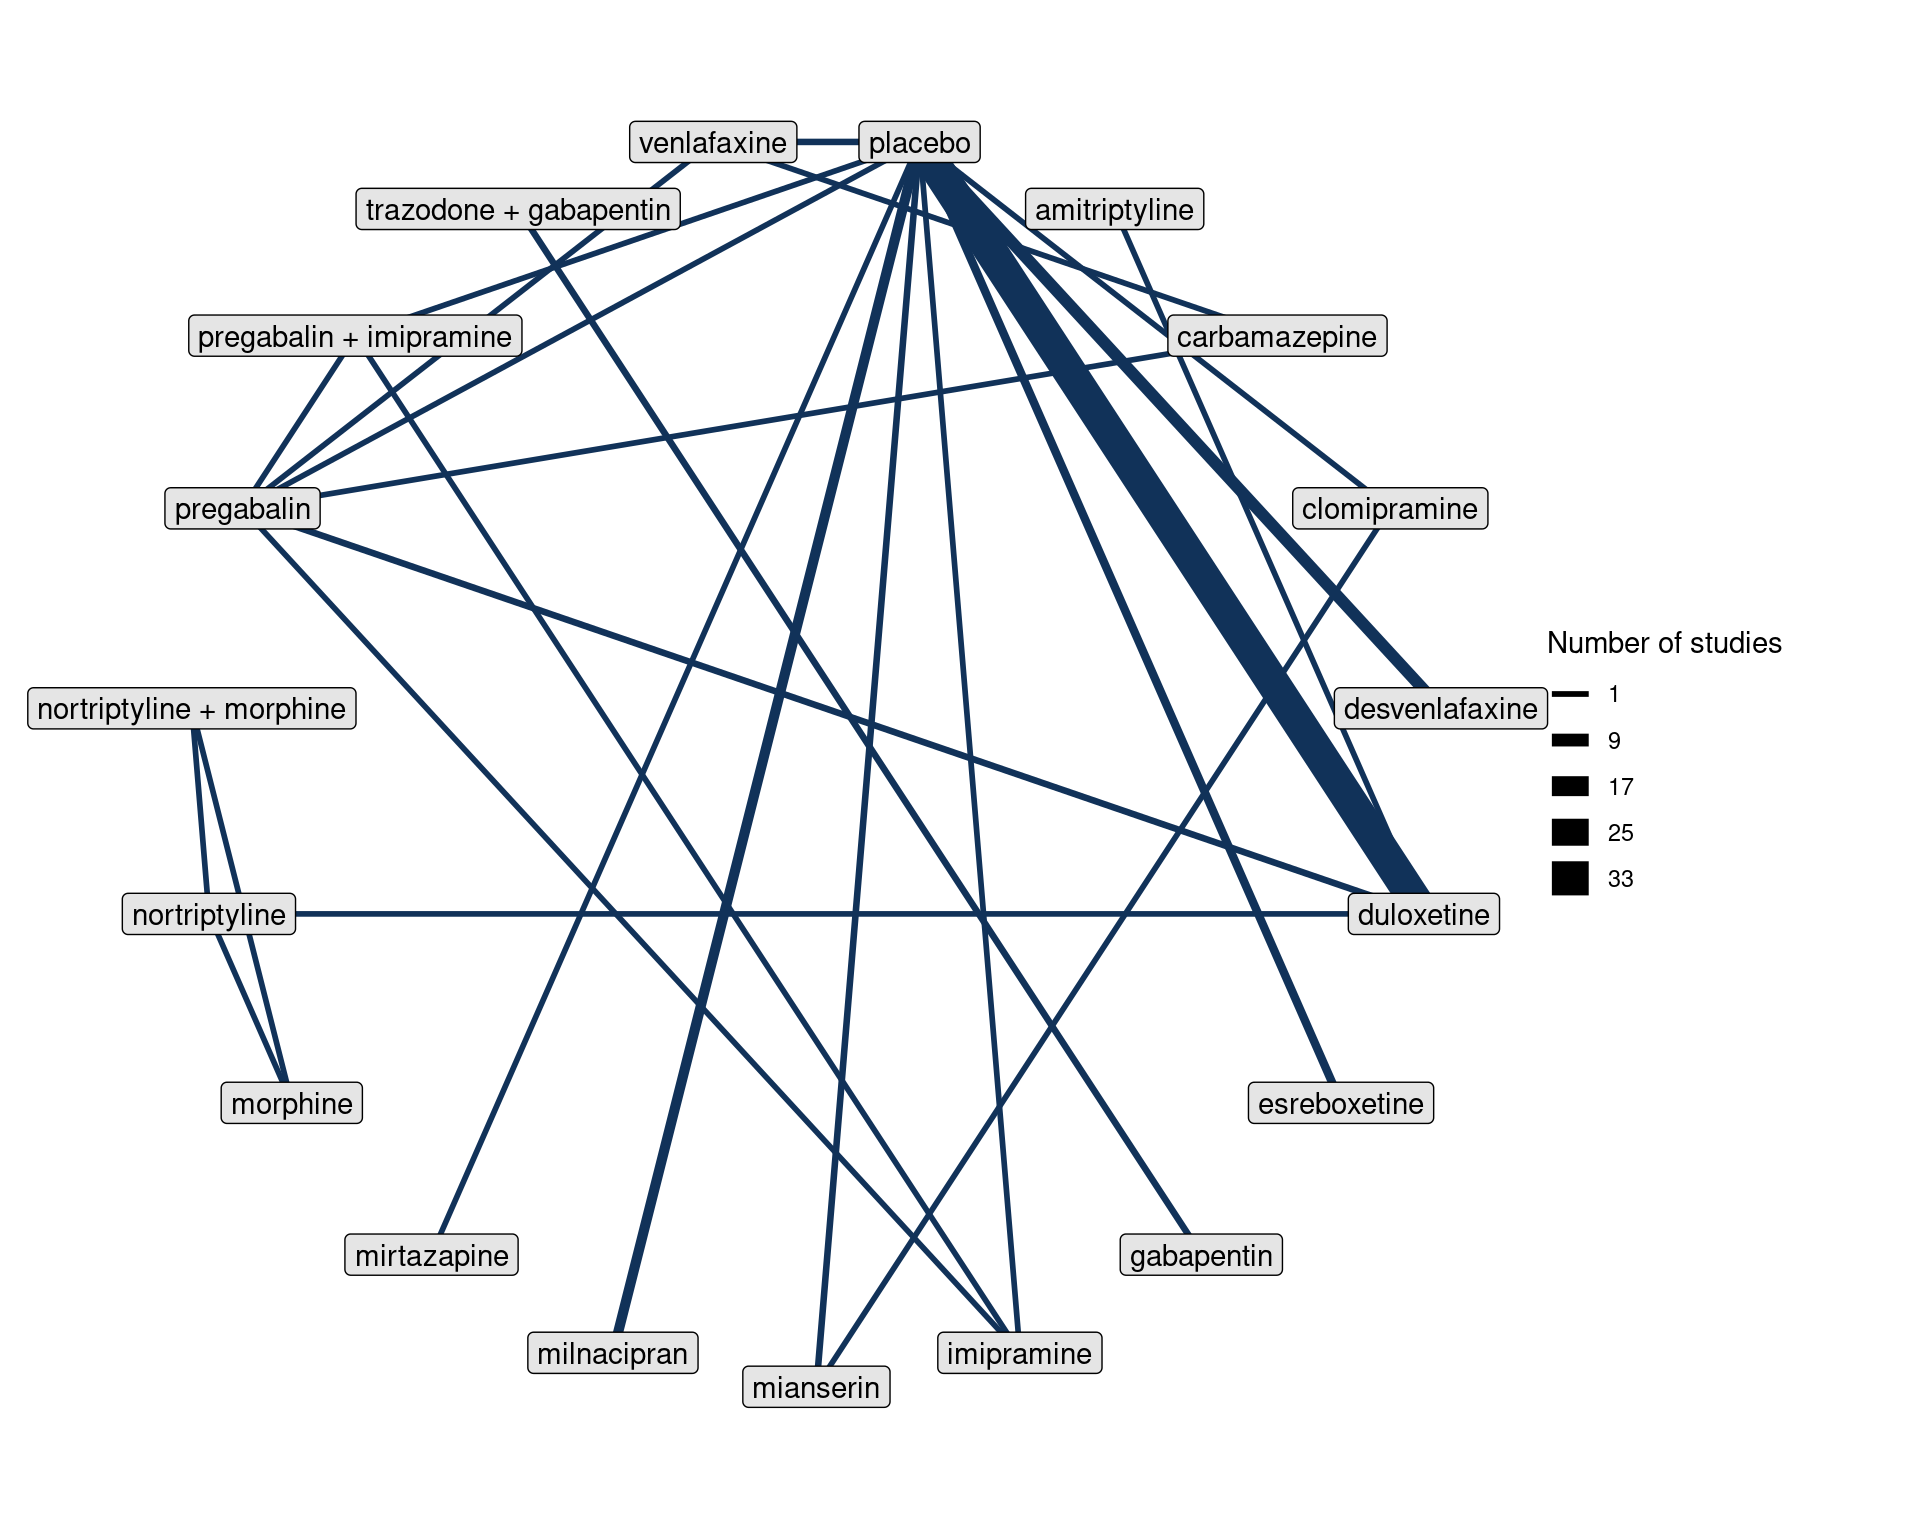 venlafaxine
placebo
trazodone + gabapentin
amitriptyline
pregabalin + imipramine
carbamazepine
pregabalin
clomipramine
Number of studies
1
9
17
25
33
nortriptyline + morphine
desvenlafaxine
nortriptyline
duloxetine
morphine
esreboxetine
mirtazapine
gabapentin
milnacipran
imipramine
mianserin